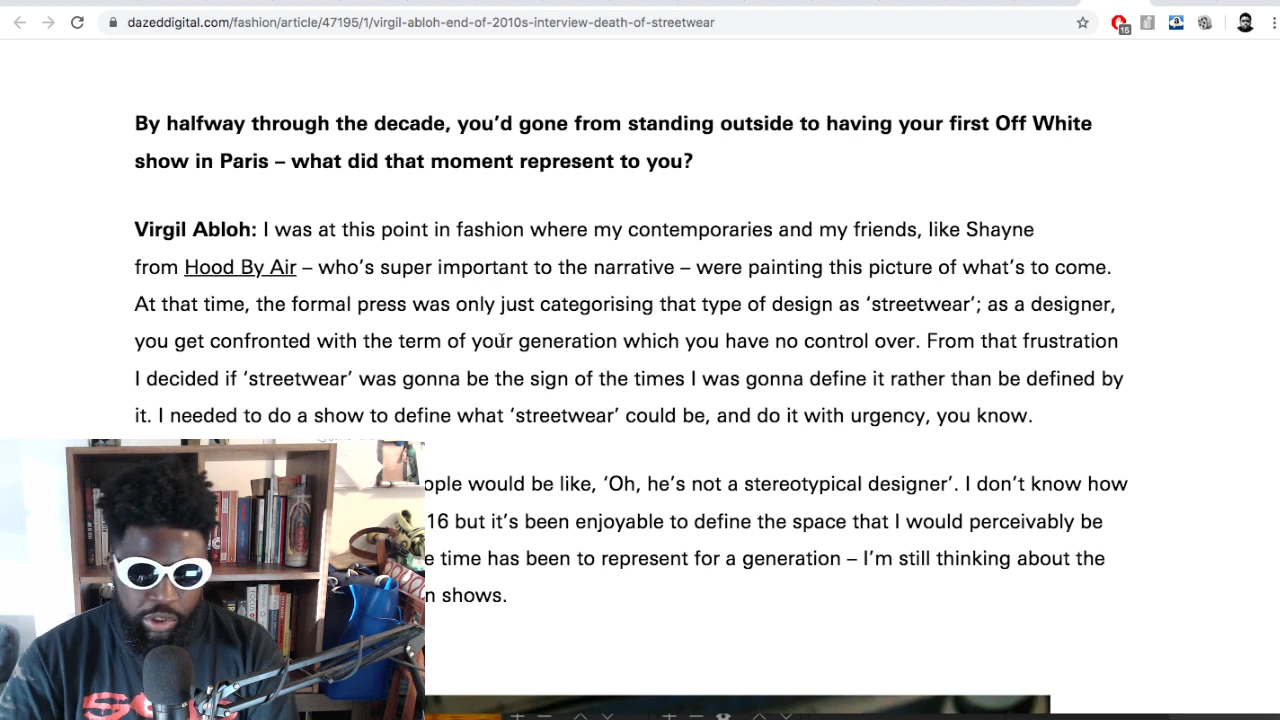 dazeddigital.com/fashion/article/47195/1/virgil-abloh-end-of-2010s-interview-death-of-streetwear
15
By halfway through the decade, you’d gone from standing outside to having your first Off White
show in Paris – what did that moment represent to you?
Virgil Abloh: I was at this point in fashion where my contemporaries and my friends, like Shayne
from Hood By Air – who’s super important to the narrative – were painting this picture of what’s to come.
At that time, the formal press was only just categorising that type of design as ‘streetwear’; as a designer,
you get confronted with the term of your generation which you have no control over. From that frustration
I decided if ‘streetwear’ was gonna be the sign of the times I was gonna define it rather than be defined by
it. I needed to do a show to define what ‘streetwear’ could be, and do it with urgency, you know.
ople would be like, ‘Oh, he’s not a stereotypical designer’. I don’t know how
16 but it’s been enjoyable to define the space that I would perceivably be
e time has been to represent for a generation – I’m still thinking about the
n shows.